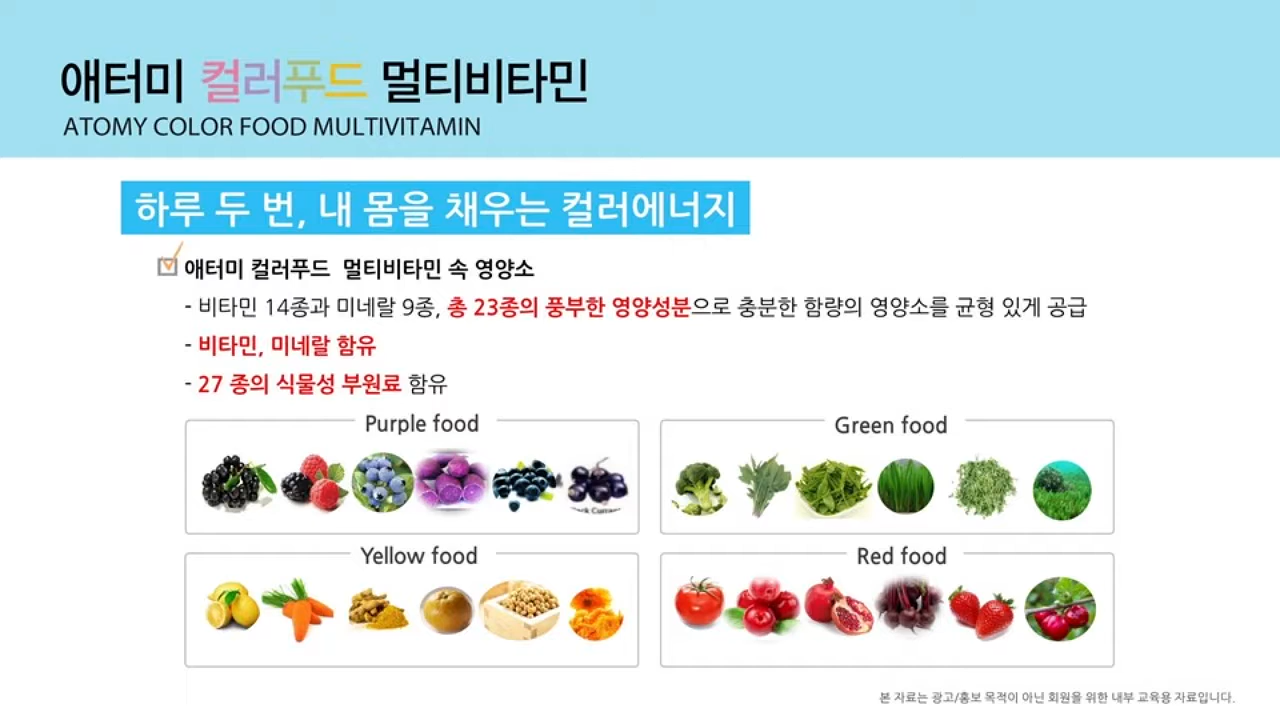 애터미 컬러푸드 멀티비타민
ATOMY COLOR FOOD MULTIVITAMIN
하루 두 번, 내 몸을 채우는 컬러에너지
애터미 컬러푸드 멀티비타민 속 영양소
- 비타민 14종과 미네랄 9종, 총 23종의 풍부한 영양성분으로 충분한 함량의 영양소를 균형 있게 공급
- 비타민, 미네랄 함유
- 27 종의 식물성 부원료 함유
Purple food
Green food
Yellow food
Red food
본 자료는 광고/홍보 목적이 아닌 회원을 위한 내부 교육용 자료입니다.